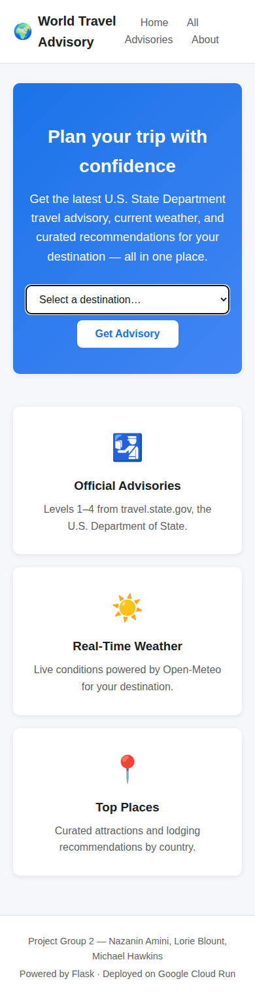 World Travel
Advisory
Home All
Advisories About
Plan your trip with
confidence
Get the latest U.S. State Department
travel advisory, current weather, and
curated recommendations for your
destination — all in one place.
Select a destination…
Get Advisory
Official Advisories
Levels 1–4 from travel.state.gov, the
U.S. Department of State.
Real-Time Weather
Live conditions powered by Open-Meteo
for your destination.
Top Places
Curated attractions and lodging
recommendations by country.
Project Group 2 — Nazanin Amini, Lorie Blount,
Michael Hawkins
Powered by Flask · Deployed on Google Cloud Run